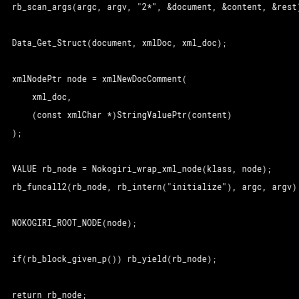 rb_scan_args(argc, argv, "2*", &document, &content, &rest
Data_Get_Struct(document, xmlDoc, xml_doc);
xmlNodePtr node = xmlNewDocComment(
xml_doc,
(const xmlChar *)StringValuePtr(content)
);
VALUE rb_node = Nokogiri_wrap_xml_node(klass, node);
rb_funcall2(rb_node, rb_intern("initialize"), argc, argv)
NOKOGIRI_ROOT_NODE(node);
if(rb_block_given_p()) rb_yield(rb_node);
return rb_node;